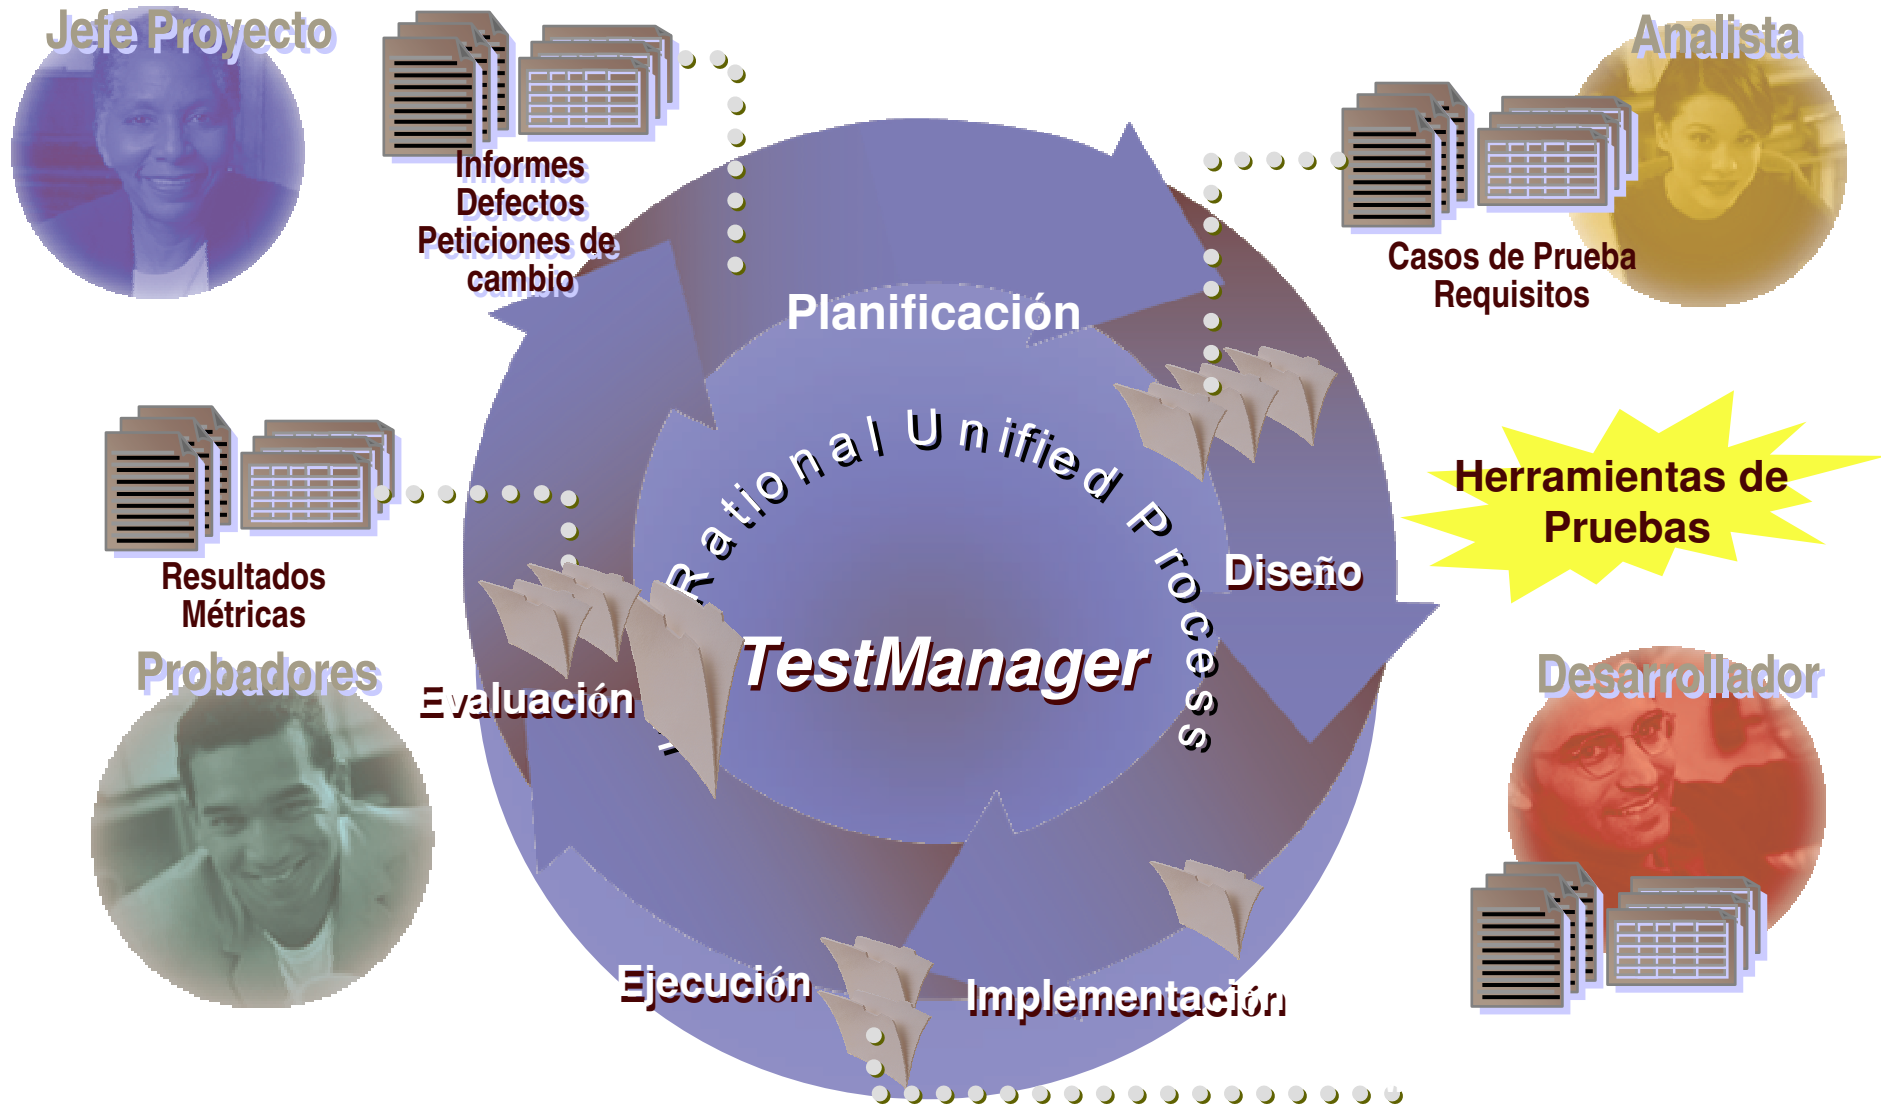 Jefe Proyecto
Informes
Defectos
Peticiones de
cambio
Analista
Casos de Prueba
Requisitos
Planificación
Herramientas de
Pruebas
Rational Unified Process
Diseño
TestManager
Resultados
Métricas
Probadores
Evaluación
Desarrollador
Ejecución
Implementación